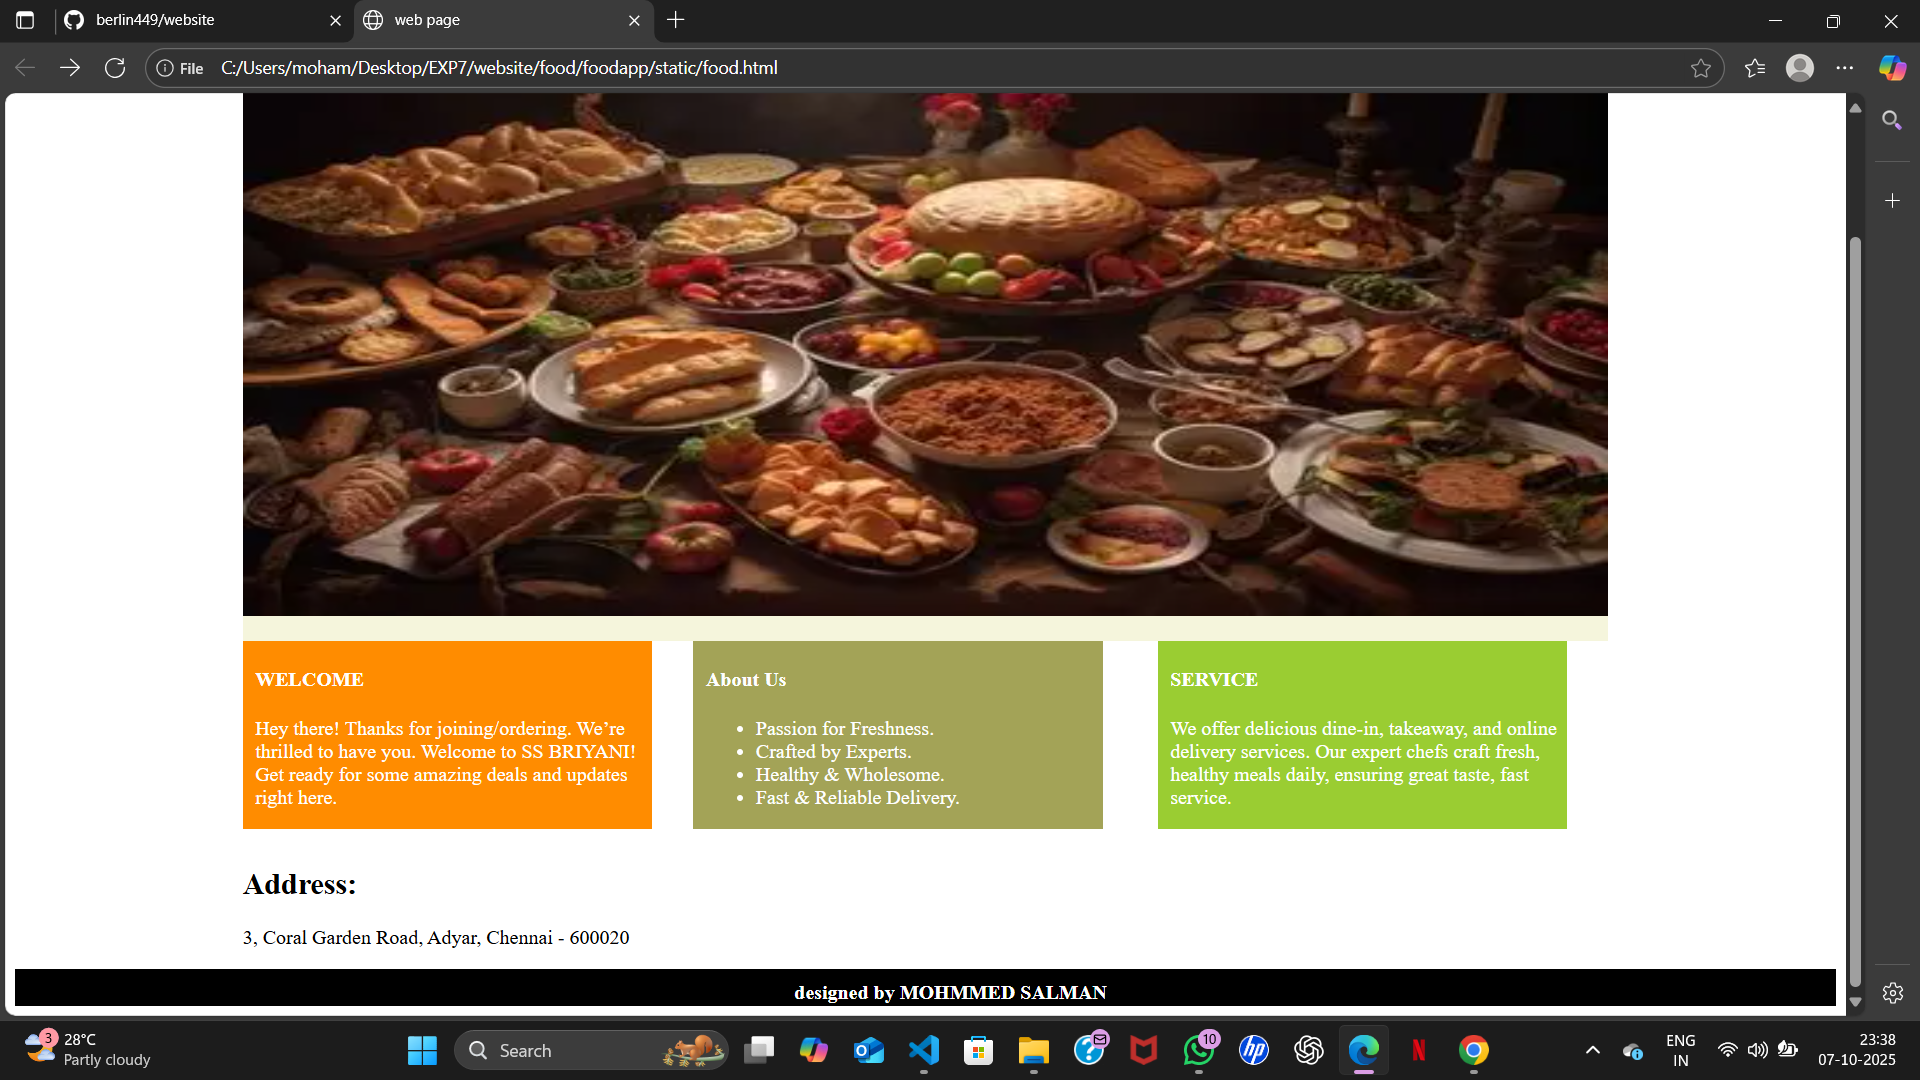 berlin449/website
web page
File
C:/Users/moham/Desktop/EXP7/website/food/foodapp/static/food.html
WELCOME
Hey there! Thanks for joining/ordering. We’re
thrilled to have you. Welcome to SS BRIYANI!
Get ready for some amazing deals and updates
right here.
About Us
• Passion for Freshness.
• Crafted by Experts.
• Healthy & Wholesome.
• Fast & Reliable Delivery.
SERVICE
We offer delicious dine-in, takeaway, and online
delivery services. Our expert chefs craft fresh,
healthy meals daily, ensuring great taste, fast
service.
Address:
3, Coral Garden Road, Adyar, Chennai - 600020
designed by MOHMMED SALMAN
3
28°C
Partly cloudy
Search
10
hp
N
ENG
IN
23:38
07-10-2025